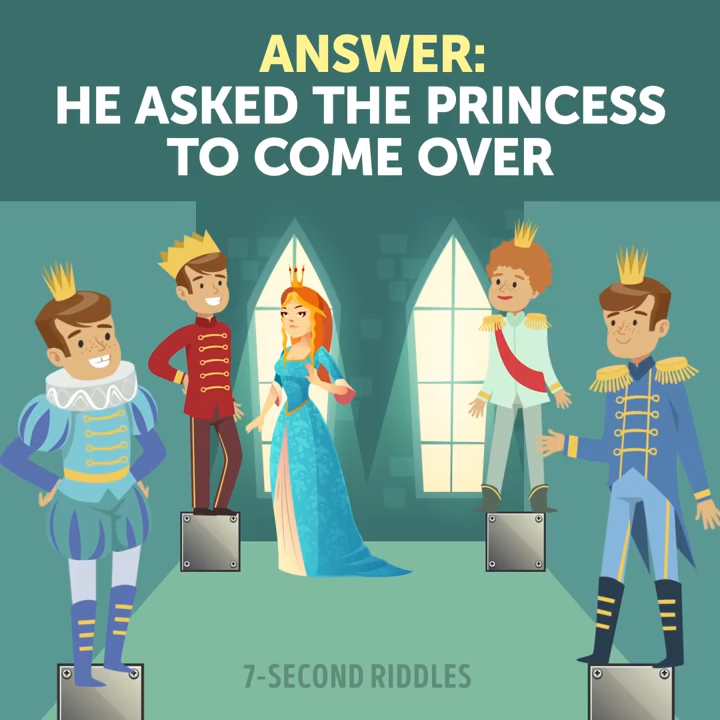 ANSWER:
HE ASKED THE PRINCESS
TO COME OVER
7-SECOND RIDDLES